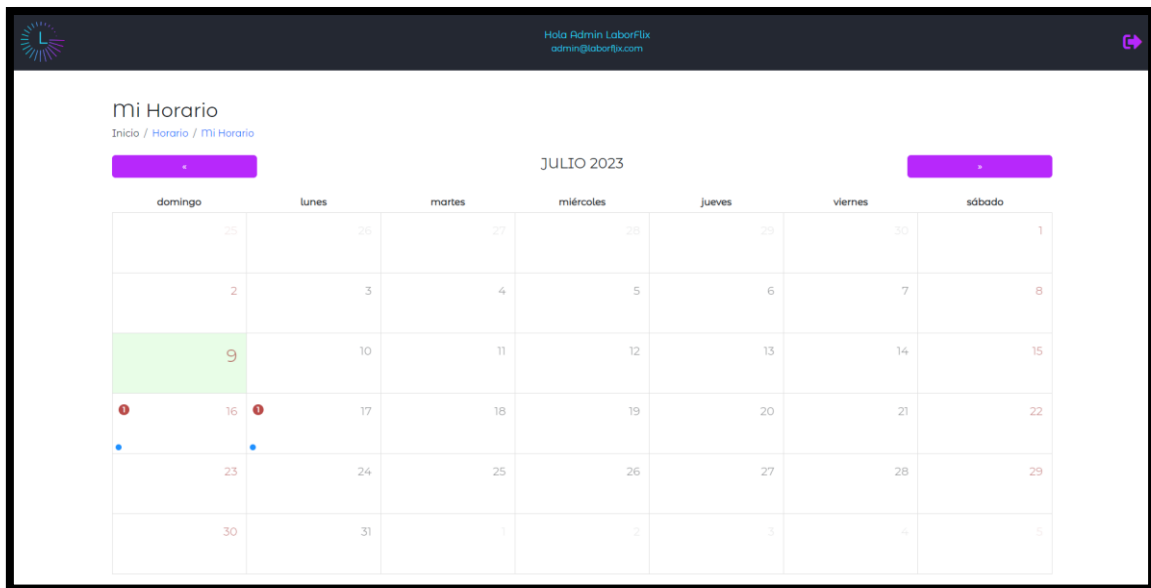 Hola Admin LaborFlix
admin@laborflix.com
Mi Horario
Inicio / Horario / Mi Horario
« JULIO 2023 »
domingo lunes martes miércoles jueves viernes sábado
25 26 27 28 29 30 1
2 3 4 5 6 7 8
9 10 11 12 13 14 15
1 16 1 17 18 19 20 21 22
23 24 25 26 27 28 29
30 31 1 2 3 4 5